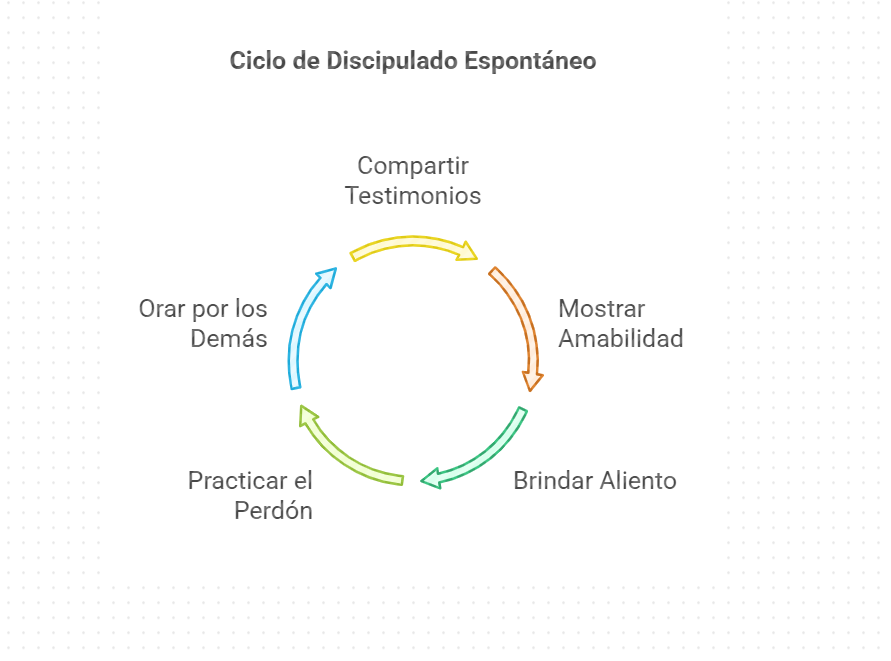 Ciclo de Discipulado Espontáneo
Compartir
Testimonios
Mostrar
Amabilidad
Brindar Aliento
Practicar el
Perdón
Orar por los
Demás